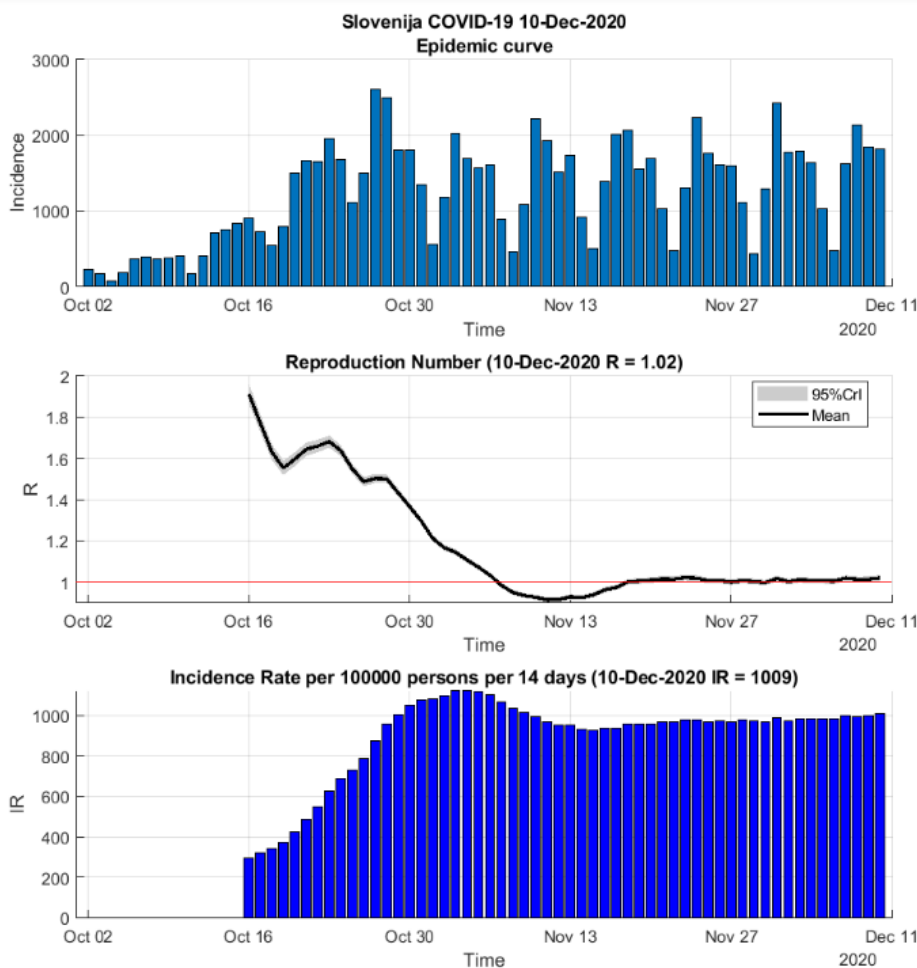 Slovenija COVID-19 10-Dec-2020
Epidemic curve
3000
2000
1000
0
Incidence
Oct 02 Oct 16 Oct 30 Nov 13 Nov 27 Dec 11
Time
2020
Reproduction Number (10-Dec-2020 R = 1.02)
2
1.8
1.6
1.4
1.2
1
R
95%CrI
Mean
Oct 02 Oct 16 Oct 30 Nov 13 Nov 27 Dec 11
Time
2020
Incidence Rate per 100000 persons per 14 days (10-Dec-2020 IR = 1009)
1000
800
600
400
200
0
IR
Oct 02 Oct 16 Oct 30 Nov 13 Nov 27 Dec 11
Time
2020